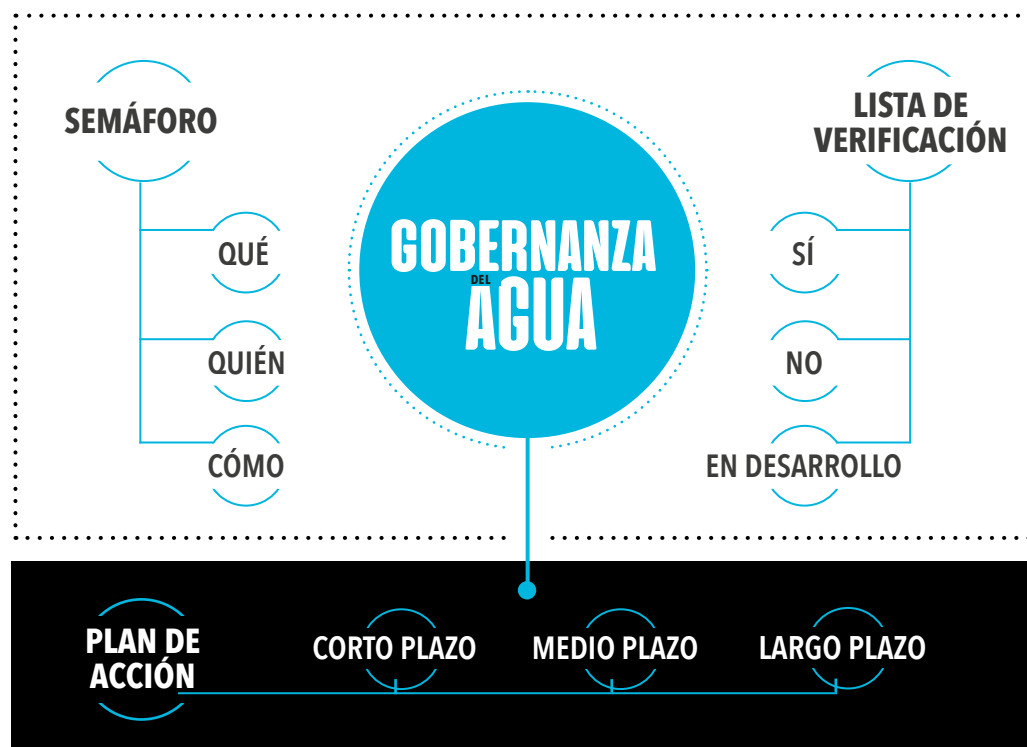 SEMÁFORO
QUÉ
QUIÉN
CÓMO
GOBERNANZA
DEL
AGUA
LISTA DE
VERIFICACIÓN
SÍ
NO
EN DESARROLLO
PLAN DE
ACCIÓN
CORTO PLAZO
MEDIO PLAZO
LARGO PLAZO